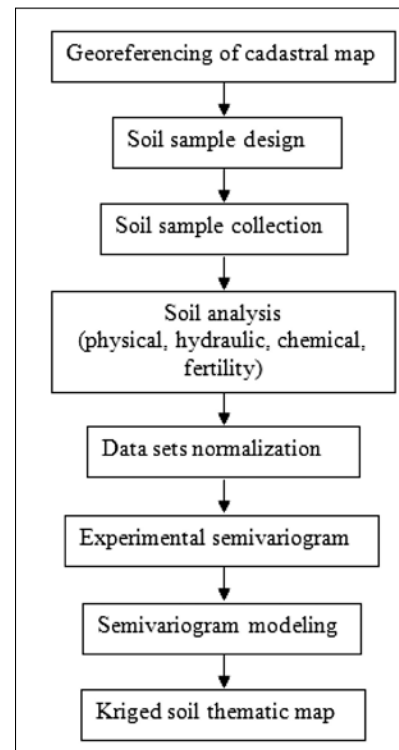 Georeferencing of cadastral map
Soil sample design
Soil sample collection
Soil analysis
(physical, hydraulic, chemical,
fertility)
Data sets normalization
Experimental semivariogram
Semivariogram modeling
Kriged soil thematic map